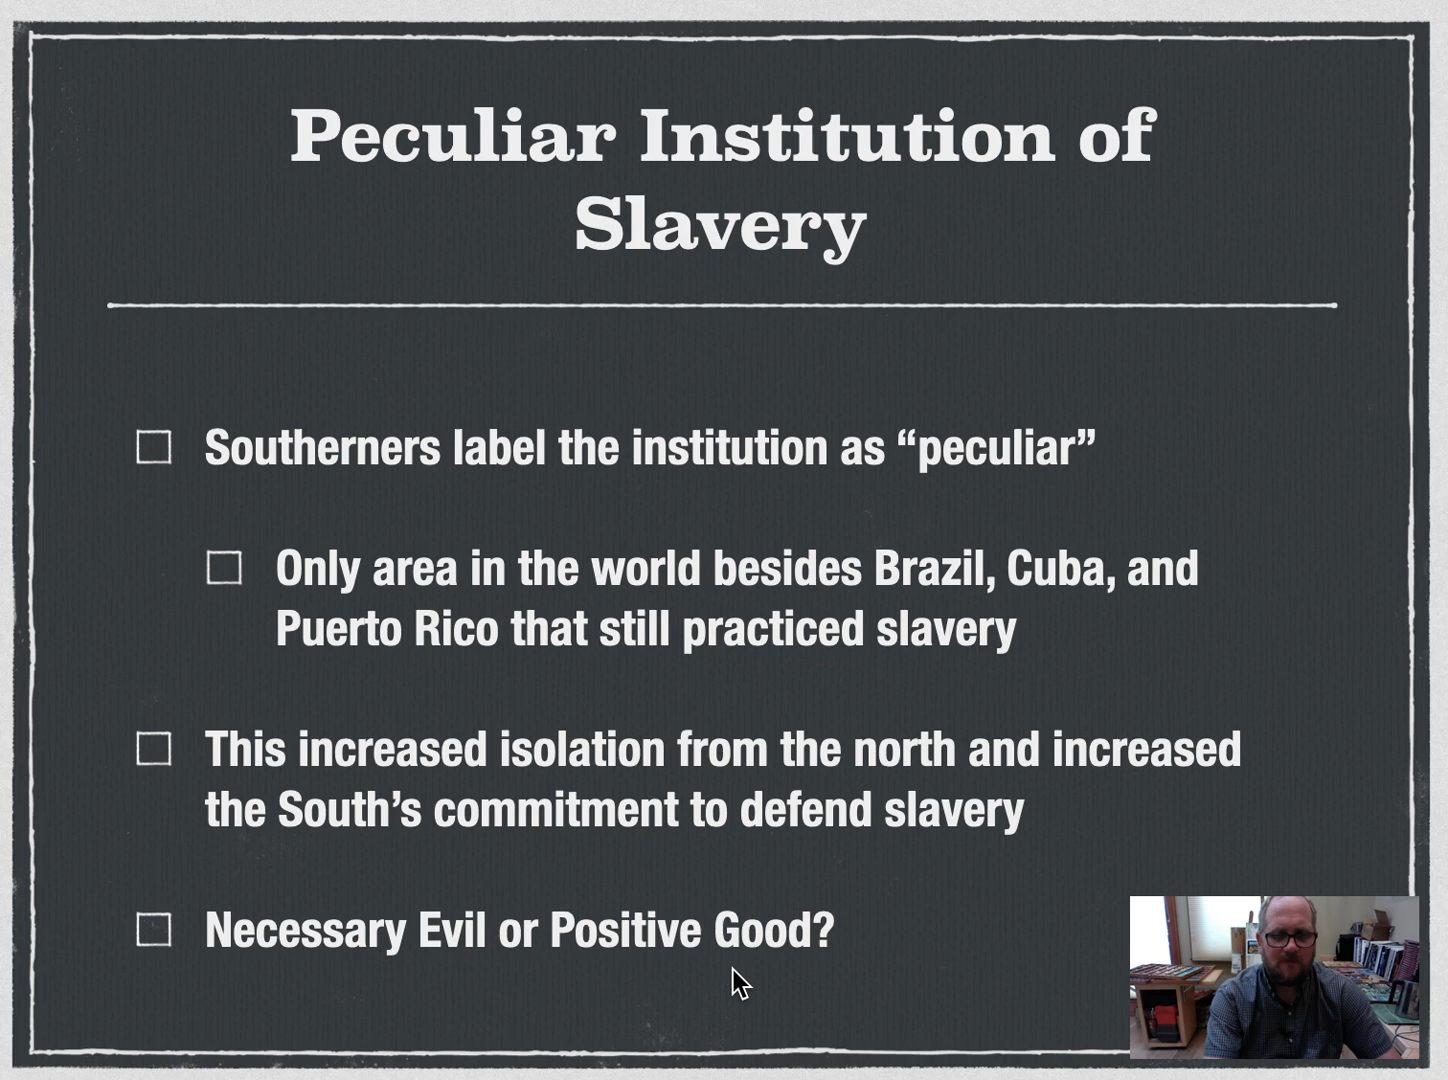 Peculiar Institution of
Slavery
Southerners label the institution as “peculiar”
Only area in the world besides Brazil, Cuba, and
Puerto Rico that still practiced slavery
This increased isolation from the north and increased
the South’s commitment to defend slavery
Necessary Evil or Positive Good?